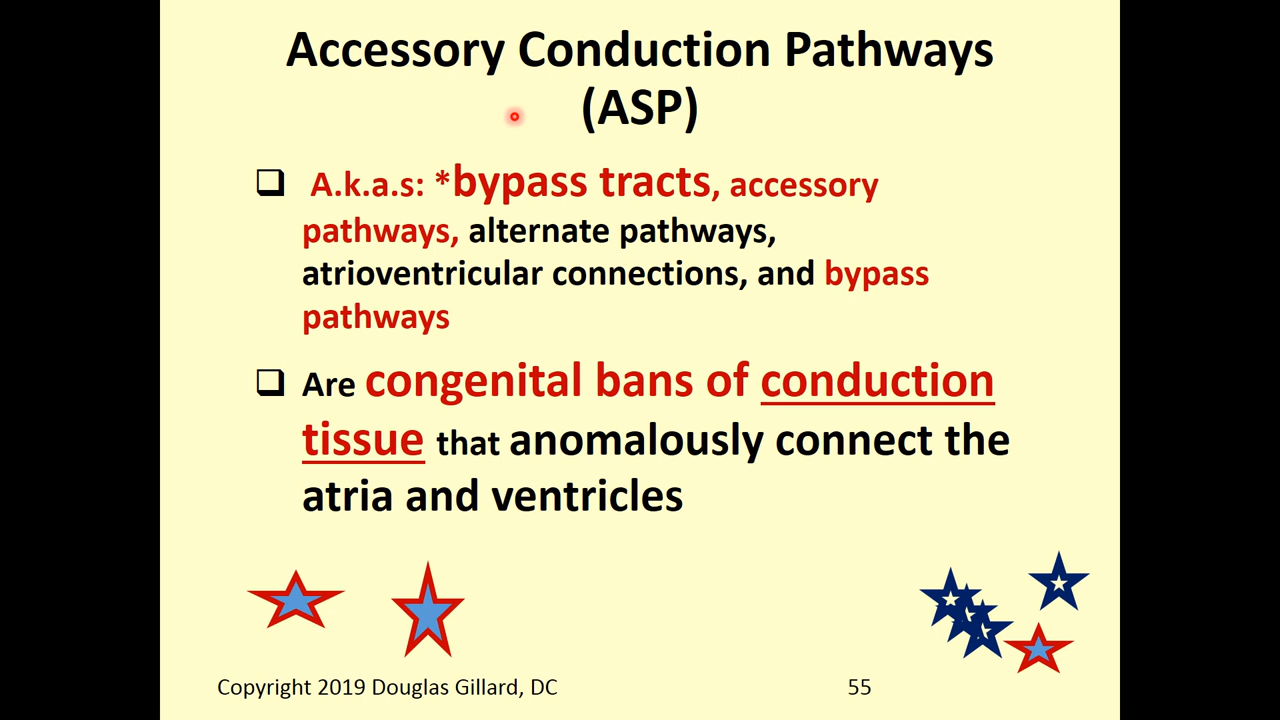 Accessory Conduction Pathways
(ASP)
A.k.a.s: *bypass tracts, accessory
pathways, alternate pathways,
atrioventricular connections, and bypass
pathways
Are congenital bans of conduction
tissue that anomalously connect the
atria and ventricles
Copyright 2019 Douglas Gillard, DC
55